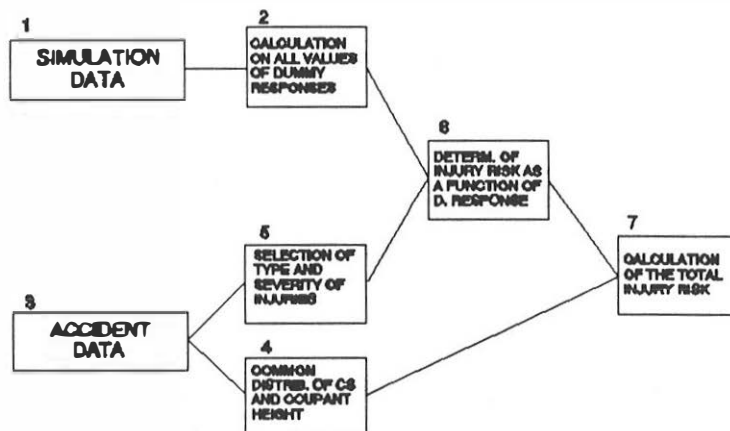 1
SIMULATION
DATA
2
CALCULATION
ON ALL VALUES
OF DUMMY
RESPONSES
6
DETERM. OF
INJURY RISK AS
A FUNCTION OF
D. RESPONSE
7
CALCULATION
OF THE TOTAL
INJURY RISK
5
SELECTION OF
TYPE AND
SEVERITY OF
INJURIES
3
ACCIDENT
DATA
4
COMMON
DISTRIB. OF CS
AND OCUPANT
HEIGHT